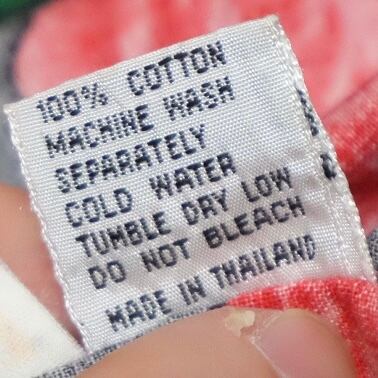 100% COTTON
MACHINE WASH
SEPARATELY
COLD WATER
TUMBLE DRY LOW
DO NOT BLEACH
MADE IN THAILAND